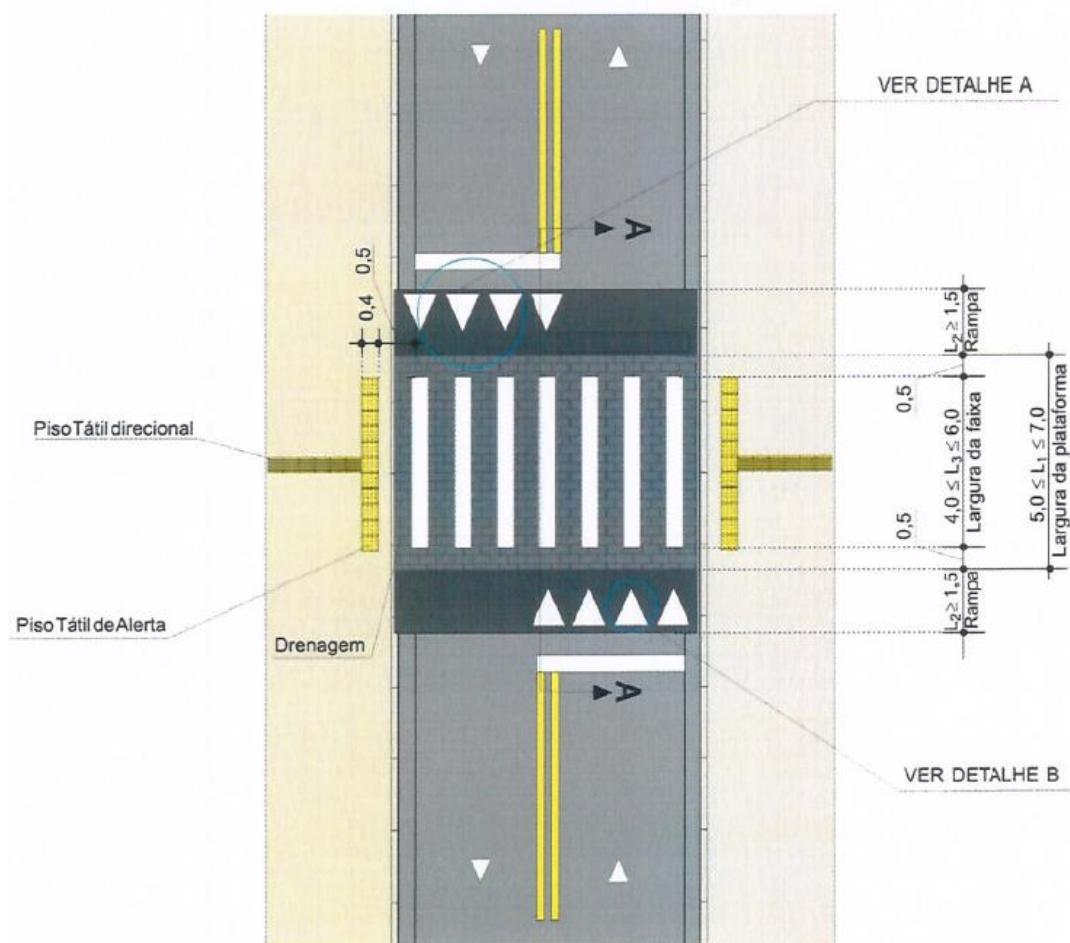 VER DETALHE A
A
0,5
0,4
L₂ ≥ 1,5
Rampa
0,5
4,0 ≤ L₃ ≤ 6,0
Largura da faixa
5,0 ≤ L₁ ≤ 7,0
Largura da plataforma
0,5
L₂ ≥ 1,5
Rampa
Piso Tátil direcional
Piso Tátil de Alerta
Drenagem
A
VER DETALHE B